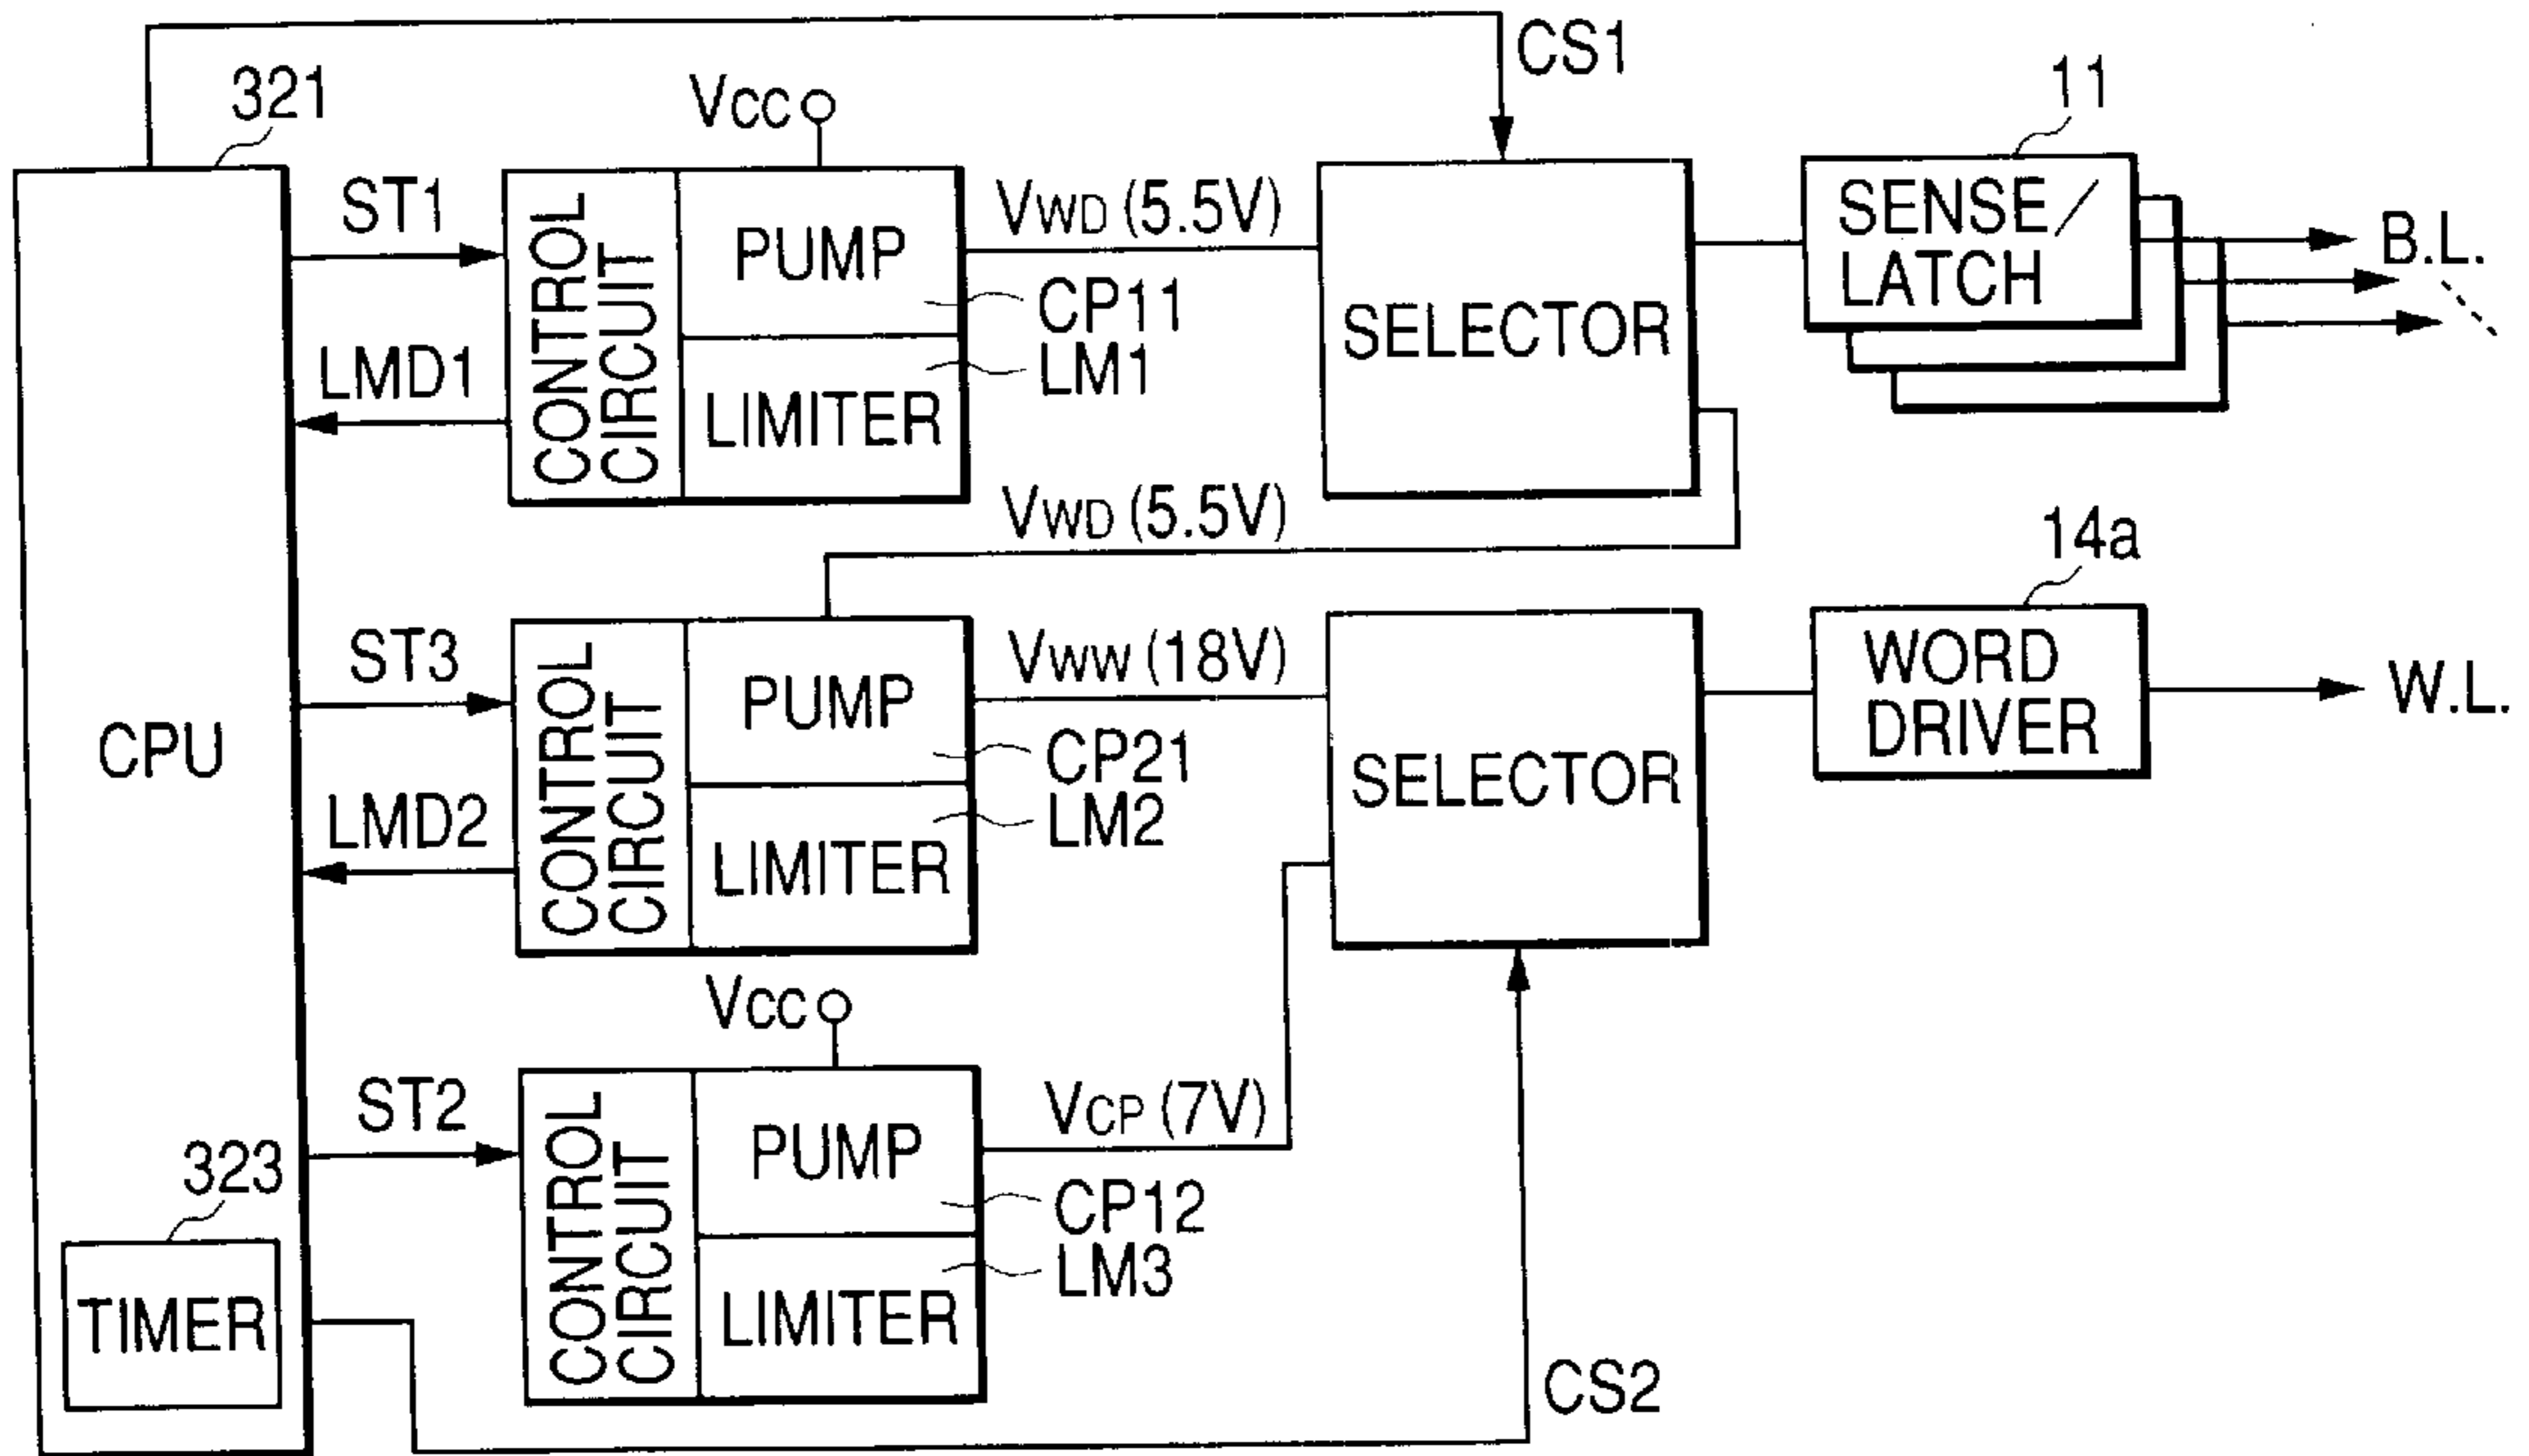 CS1
321
VCC
11
ST1
CONTROL
CIRCUIT
PUMP
VWD (5.5V)
SELECTOR
SENSE/
LATCH
B.L.
CP11
LMD1
LM1
LIMITER
VWD (5.5V)
14a
ST3
CONTROL
CIRCUIT
PUMP
VWW (18V)
SELECTOR
WORD
DRIVER
W.L.
CPU
CP21
LMD2
LM2
LIMITER
VCC
ST2
CONTROL
CIRCUIT
PUMP
VCP (7V)
323
CP12
LM3
TIMER
LIMITER
CS2